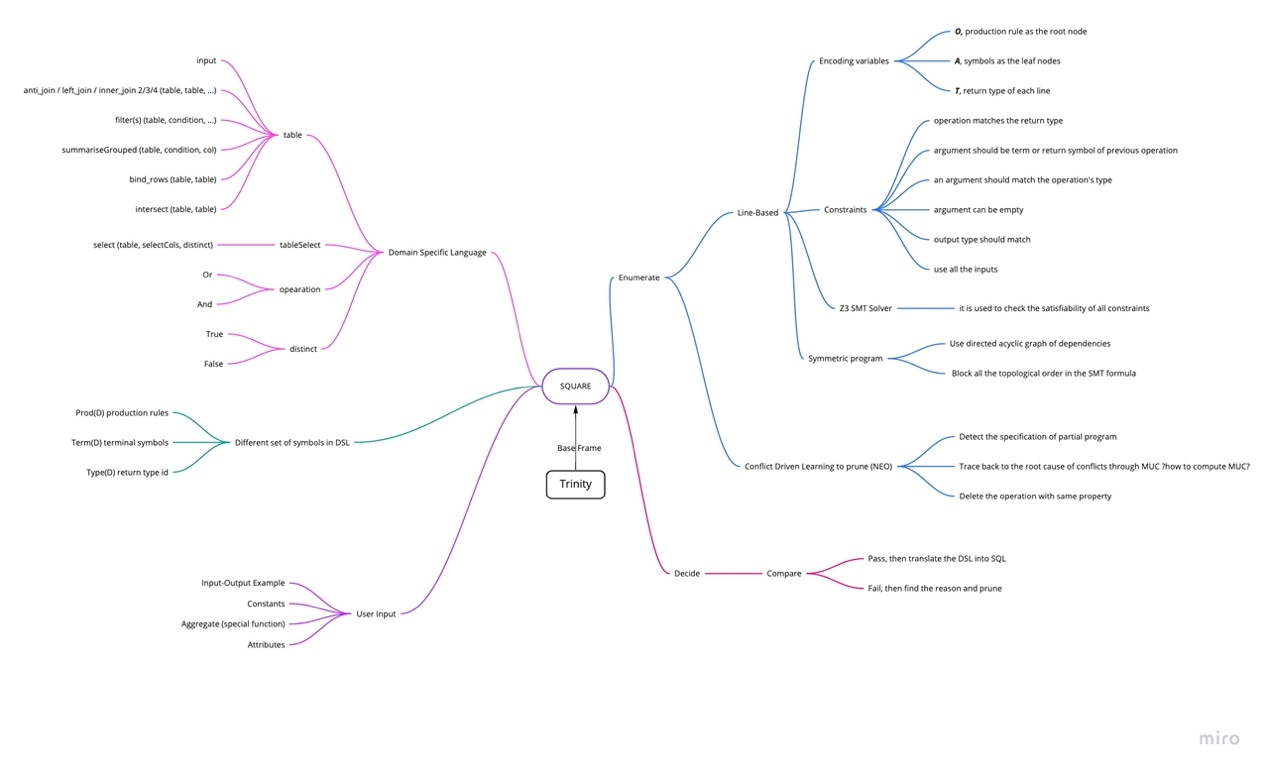 SQUARE
Base Frame
Trinity
Domain Specific Language
table
input
anti_join / left_join / inner_join 2/3/4 (table, table, ...)
filter(s) (table, condition, ...)
summariseGrouped (table, condition, col)
bind_rows (table, table)
intersect (table, table)
tableSelect
select (table, selectCols, distinct)
opearation
Or
And
distinct
True
False
Different set of symbols in DSL
Prod(D) production rules
Term(D) terminal symbols
Type(D) return type id
User Input
Input-Output Example
Constants
Aggregate (special function)
Attributes
Enumerate
Line-Based
Encoding variables
O, production rule as the root node
A, symbols as the leaf nodes
T, return type of each line
Constraints
operation matches the return type
argument should be term or return symbol of previous operation
an argument should match the operation's type
argument can be empty
output type should match
use all the inputs
Z3 SMT Solver
it is used to check the satisfiability of all constraints
Symmetric program
Use directed acyclic graph of dependencies
Block all the topological order in the SMT formula
Conflict Driven Learning to prune (NEO)
Detect the specification of partial program
Trace back to the root cause of conflicts through MUC ?how to compute MUC?
Delete the operation with same property
Decide
Compare
Pass, then translate the DSL into SQL
Fail, then find the reason and prune
miro